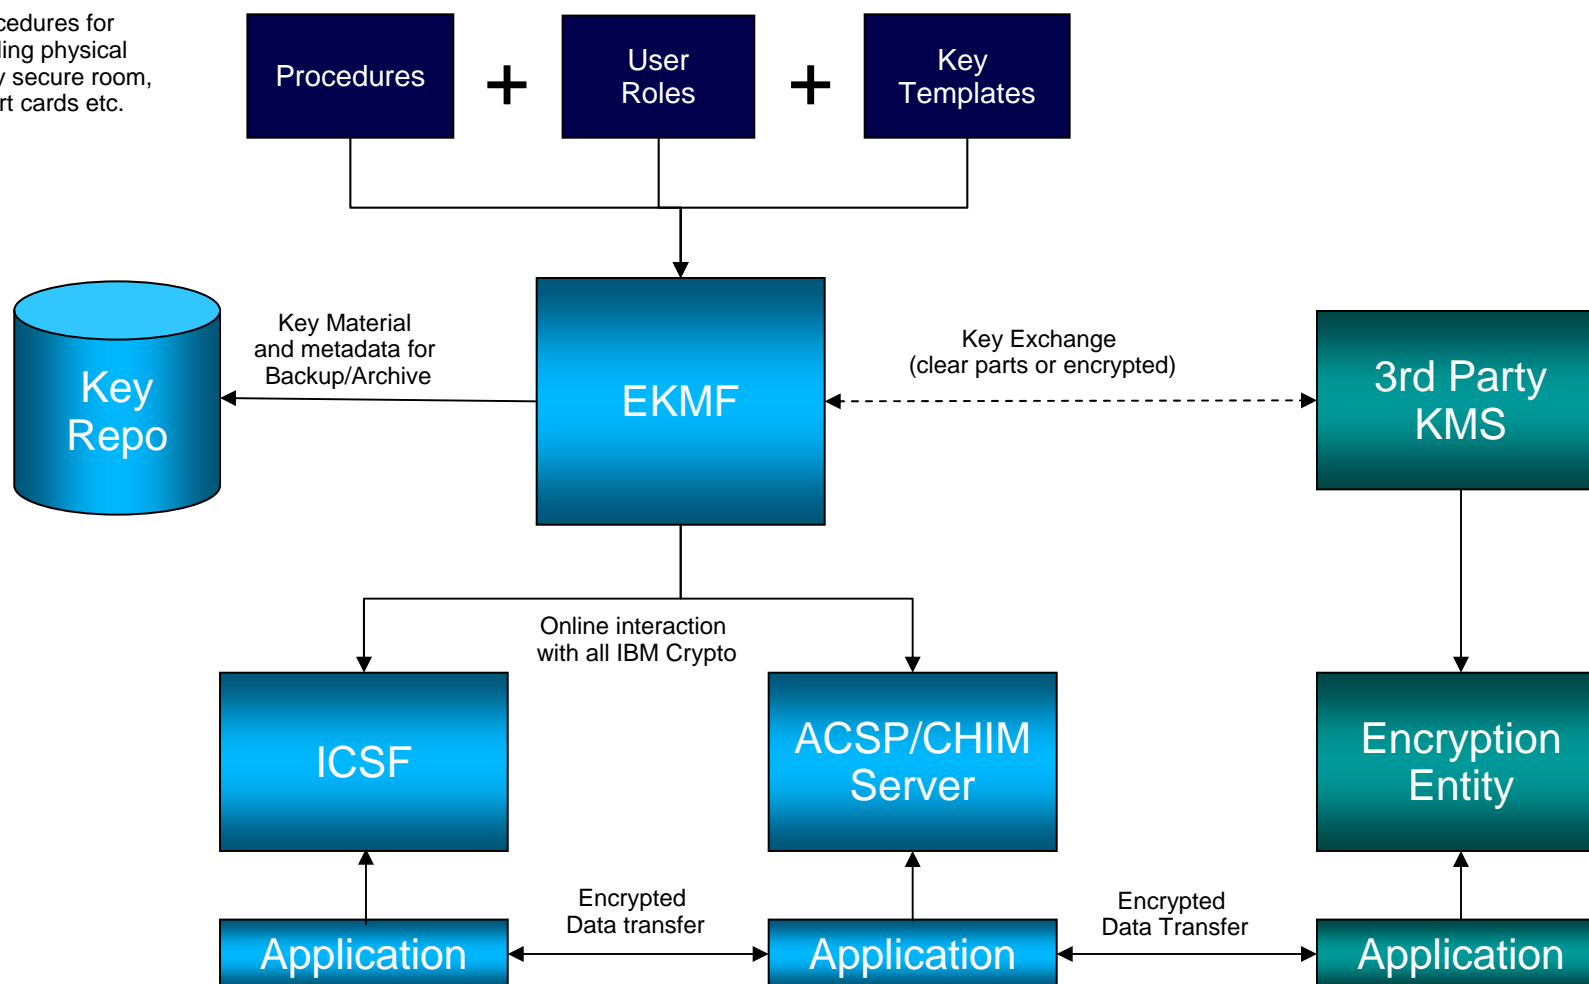 cedures for
ling physical
y secure room,
rt cards etc.
Procedures
+
User
Roles
+
Key
Templates
Key Material
and metadata for
Backup/Archive
Key Exchange
(clear parts or encrypted)
Key
Repo
EKMF
3rd Party
KMS
Online interaction
with all IBM Crypto
ICSF
ACSP/CHIM
Server
Encryption
Entity
Encrypted
Data transfer
Encrypted
Data Transfer
Application
Application
Application